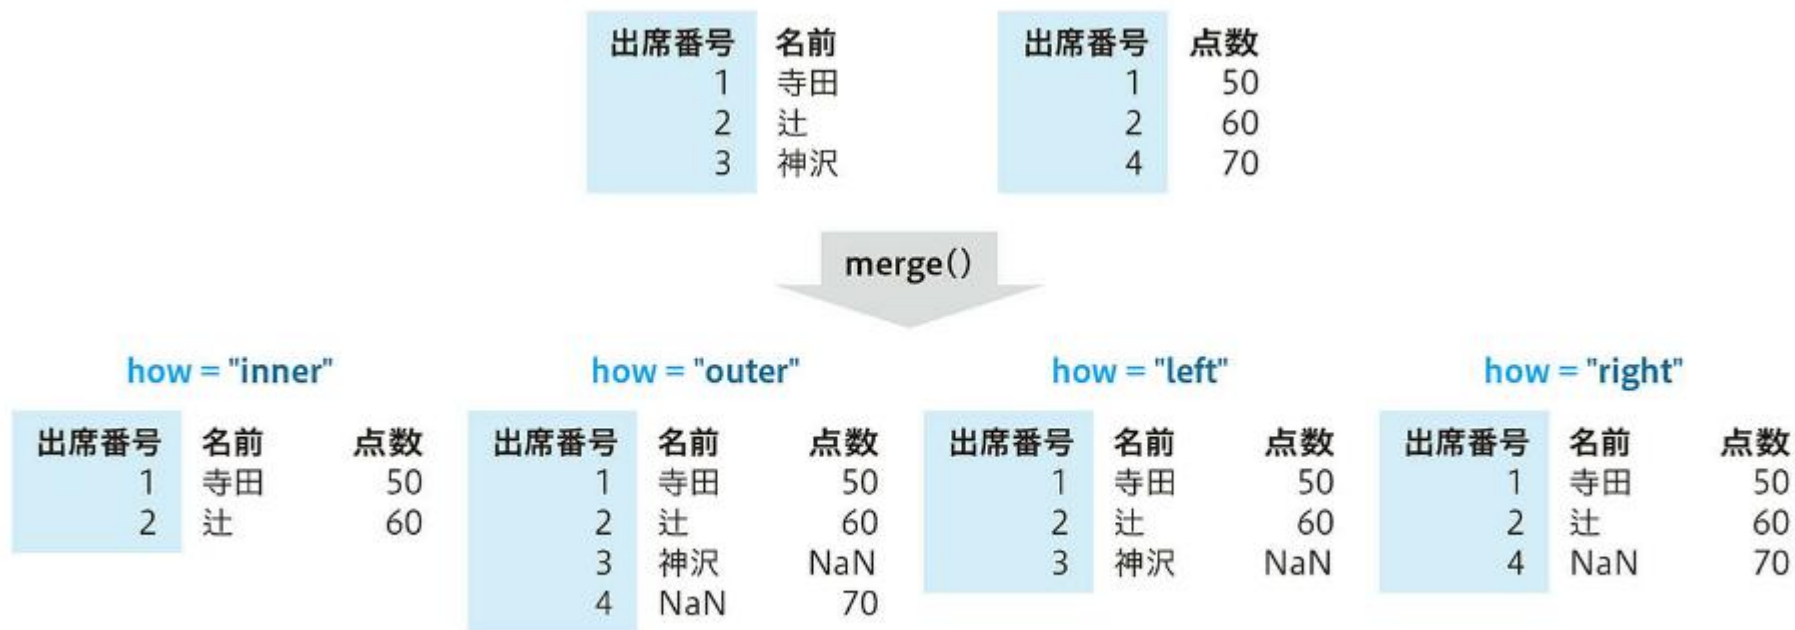 出席番号 名前
1 寺田
2 辻
3 神沢
出席番号 点数
1 50
2 60
4 70
merge()
how = "inner"
出席番号 名前 点数
1 寺田 50
2 辻 60
how = "outer"
出席番号 名前 点数
1 寺田 50
2 辻 60
3 神沢 NaN
4 NaN 70
how = "left"
出席番号 名前 点数
1 寺田 50
2 辻 60
3 神沢 NaN
how = "right"
出席番号 名前 点数
1 寺田 50
2 辻 60
4 NaN 70